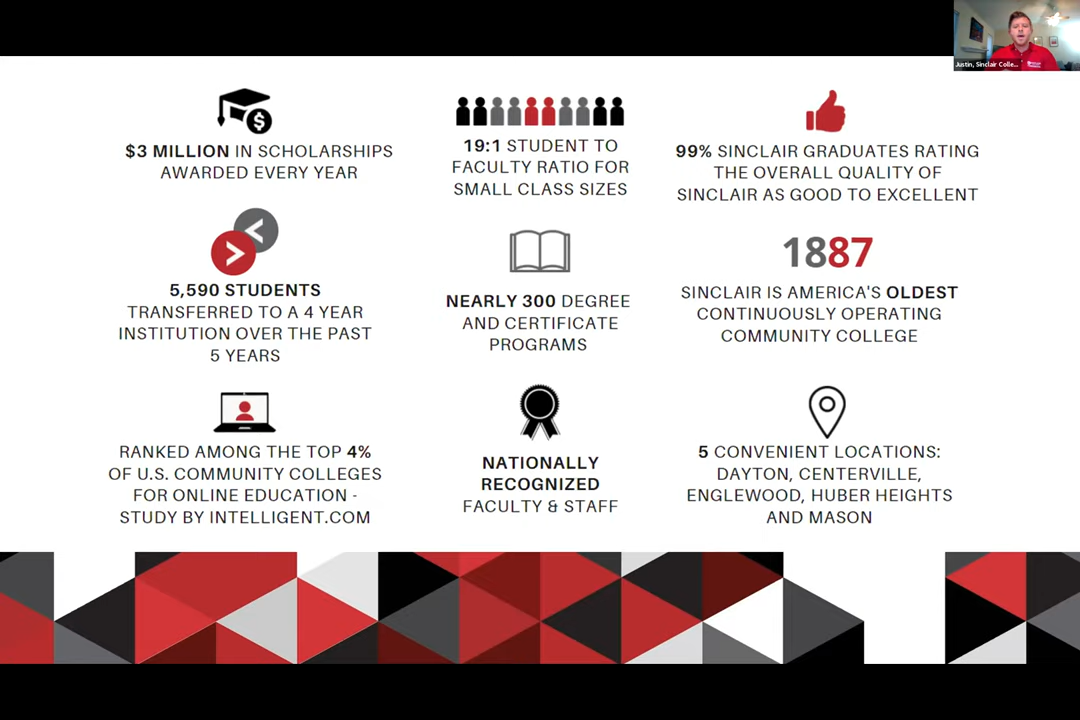 Justin, Sinclair Colle...
$3 MILLION IN SCHOLARSHIPS
AWARDED EVERY YEAR
19:1 STUDENT TO
FACULTY RATIO FOR
SMALL CLASS SIZES
99% SINCLAIR GRADUATES RATING
THE OVERALL QUALITY OF
SINCLAIR AS GOOD TO EXCELLENT
5,590 STUDENTS
TRANSFERRED TO A 4 YEAR
INSTITUTION OVER THE PAST
5 YEARS
NEARLY 300 DEGREE
AND CERTIFICATE
PROGRAMS
1887
SINCLAIR IS AMERICA'S OLDEST
CONTINUOUSLY OPERATING
COMMUNITY COLLEGE
RANKED AMONG THE TOP 4%
OF U.S. COMMUNITY COLLEGES
FOR ONLINE EDUCATION -
STUDY BY INTELLIGENT.COM
NATIONALLY
RECOGNIZED
FACULTY & STAFF
5 CONVENIENT LOCATIONS:
DAYTON, CENTERVILLE,
ENGLEWOOD, HUBER HEIGHTS
AND MASON